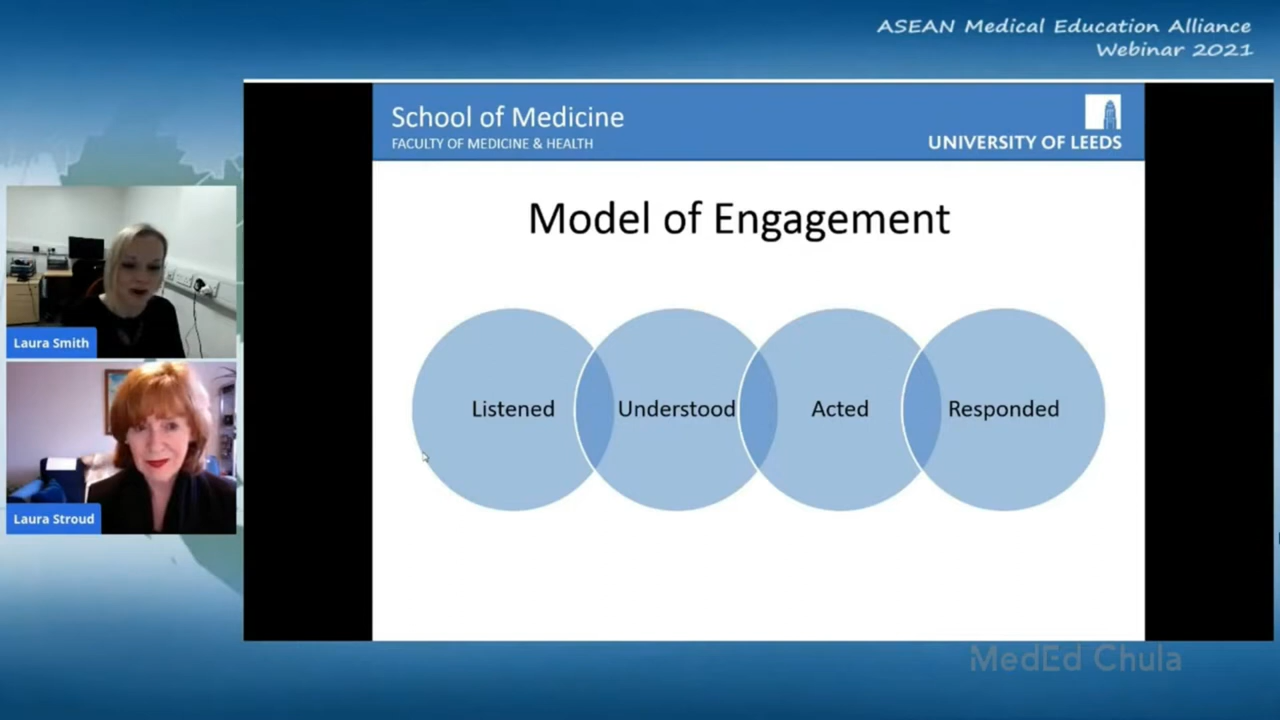 ASEAN Medical Education Alliance
Webinar 2021
School of Medicine
FACULTY OF MEDICINE & HEALTH
UNIVERSITY OF LEEDS
Model of Engagement
Listened
Understood
Acted
Responded
Laura Smith
Laura Stroud
MedEd Chula